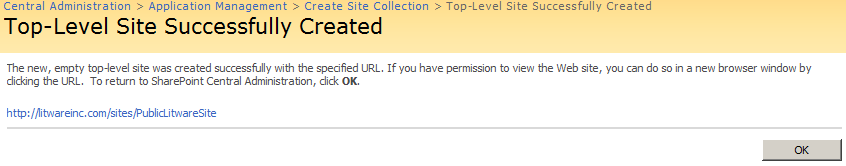 Central Administration > Application Management > Create Site Collection > Top-Level Site Successfully Created
Top-Level Site Successfully Created
The new, empty top-level site was created successfully with the specified URL. If you have permission to view the Web site, you can do so in a new browser window by
clicking the URL.  To return to SharePoint Central Administration, click OK.
http://litwareinc.com/sites/PublicLitwareSite
OK